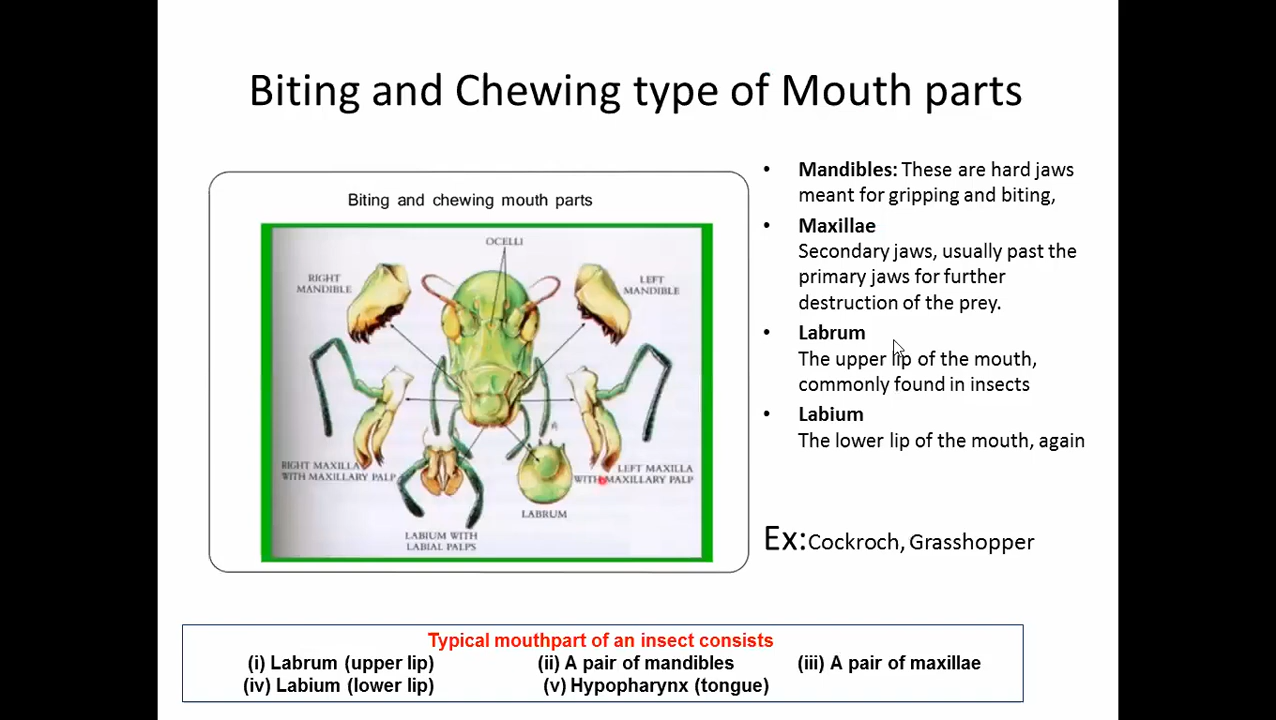 Biting and Chewing type of Mouth parts
Biting and chewing mouth parts
OCELLI
RIGHT
MANDIBLE
LEFT
MANDIBLE
RIGHT MAXILLA
WITH MAXILLARY PALP
LEFT MAXILLA
WITH MAXILLARY PALP
LABRUM
LABIUM WITH
LABIAL PALPS
• Mandibles: These are hard jaws
meant for gripping and biting,
• Maxillae
Secondary jaws, usually past the
primary jaws for further
destruction of the prey.
• Labrum
The upper lip of the mouth,
commonly found in insects
• Labium
The lower lip of the mouth, again
Ex:Cockroch, Grasshopper
Typical mouthpart of an insect consists
(i) Labrum (upper lip) (ii) A pair of mandibles (iii) A pair of maxillae
(iv) Labium (lower lip) (v) Hypopharynx (tongue)